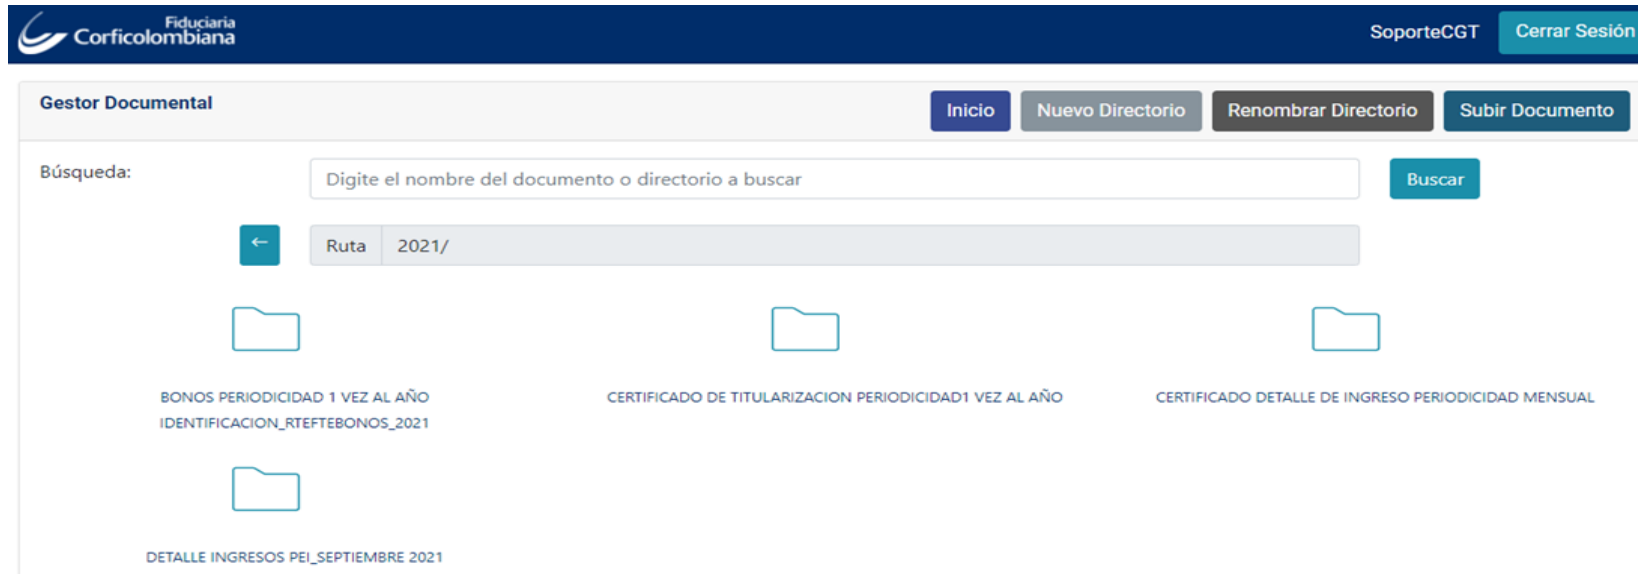 Fiduciaria
Corficolombiana
SoporteCGT
Cerrar Sesión
Gestor Documental
Inicio
Nuevo Directorio
Renombrar Directorio
Subir Documento
Búsqueda:
Digite el nombre del documento o directorio a buscar
Buscar
←
Ruta
2021/
BONOS PERIODICIDAD 1 VEZ AL AÑO
IDENTIFICACION_RTEFTEBONOS_2021
CERTIFICADO DE TITULARIZACION PERIODICIDAD1 VEZ AL AÑO
CERTIFICADO DETALLE DE INGRESO PERIODICIDAD MENSUAL
DETALLE INGRESOS PEI_SEPTIEMBRE 2021